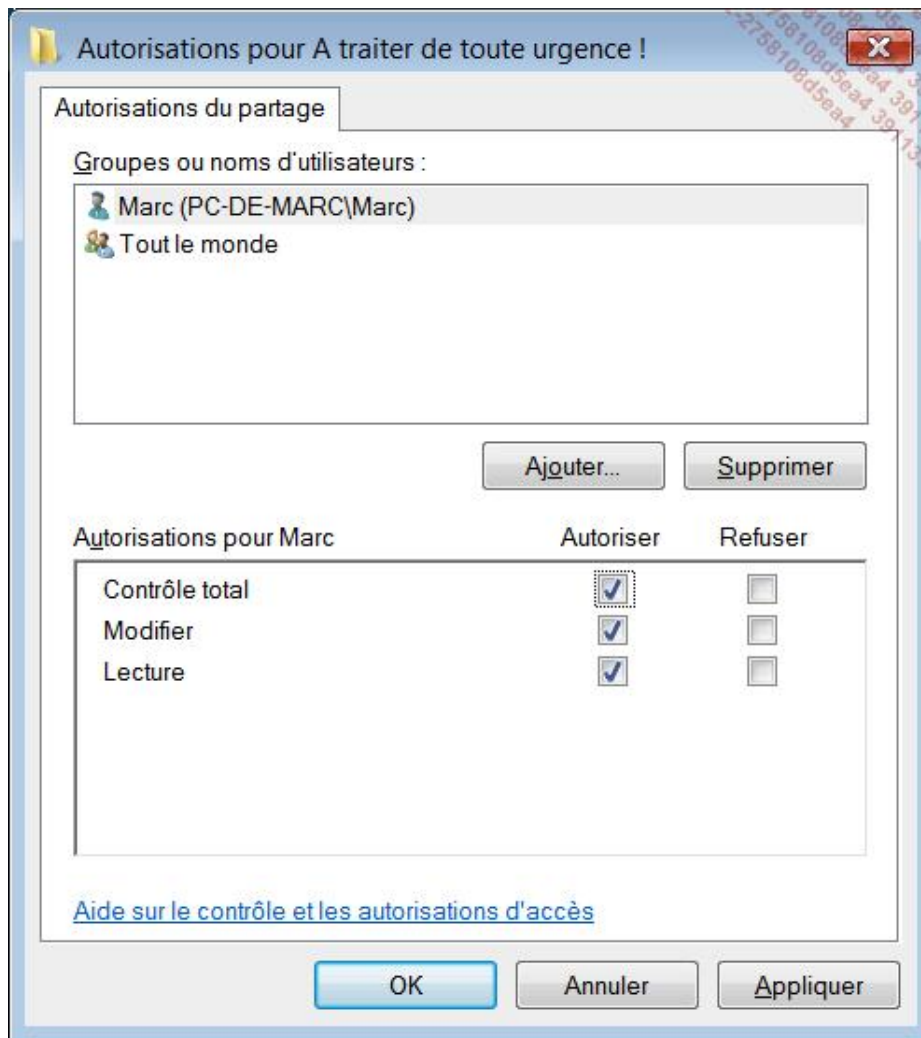 Autorisations pour A traiter de toute urgence !
Autorisations du partage
Groupes ou noms d'utilisateurs :
Marc (PC-DE-MARC\Marc)
Tout le monde
Ajouter... Supprimer
Autorisations pour Marc Autoriser Refuser
Contrôle total
Modifier
Lecture
Aide sur le contrôle et les autorisations d'accès
OK Annuler Appliquer